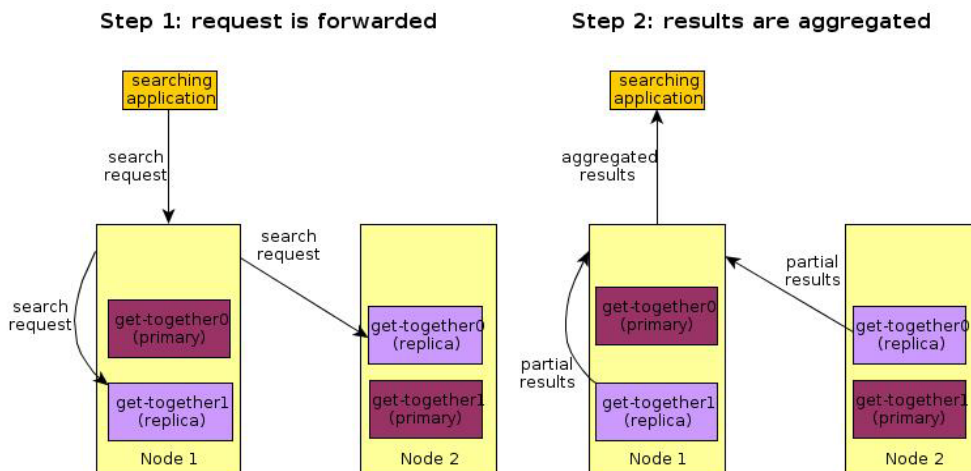 Step 1: request is forwarded
searching
application
search
request
search
request
search
request
get-together0
(primary)
get-together1
(replica)
Node 1
get-together0
(replica)
get-together1
(primary)
Node 2
Step 2: results are aggregated
searching
application
aggregated
results
partial
results
partial
results
get-together0
(primary)
get-together1
(replica)
Node 1
get-together0
(replica)
get-together1
(primary)
Node 2